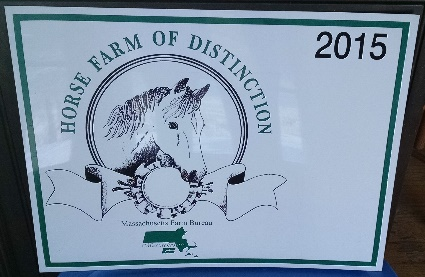 HORSE FARM OF DISTINCTION
2015
Massachusetts Farm Bureau